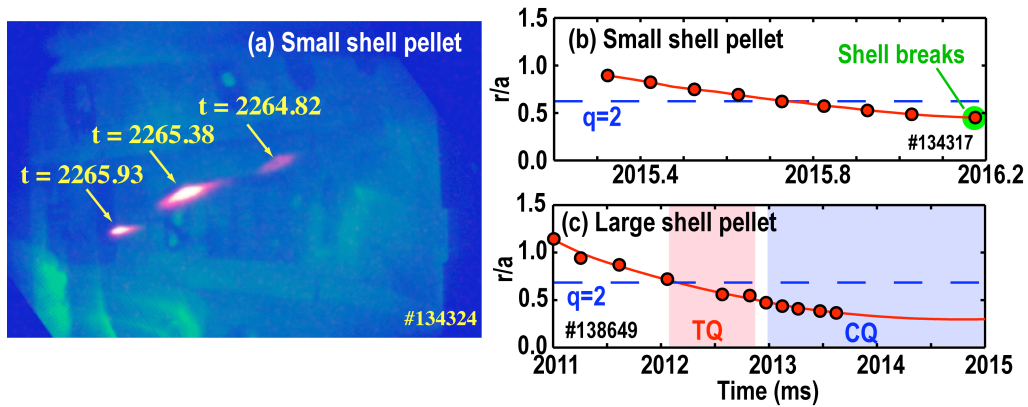 (a) Small shell pellet
t = 2264.82
t = 2265.38
t = 2265.93
#134324
(b) Small shell pellet
Shell breaks
r/a
1.5
1.0
0.5
0.0
q=2
#134317
2015.4
2015.8
2016.2
(c) Large shell pellet
r/a
1.5
1.0
0.5
0.0
q=2
#138649
TQ
CQ
2011
2012
2013
2014
2015
Time (ms)